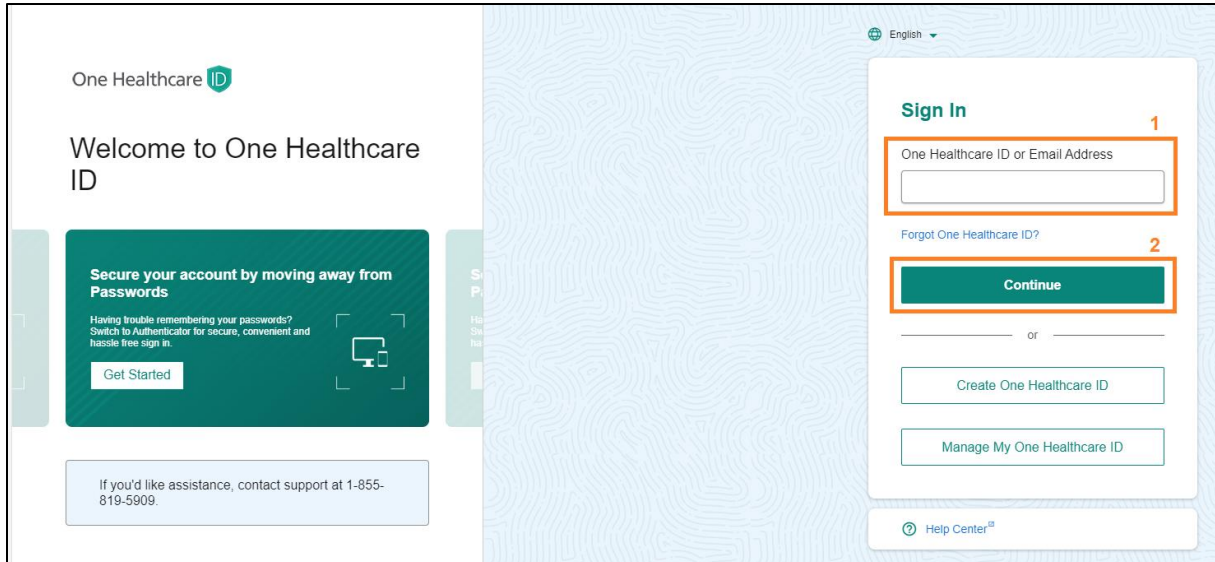 One Healthcare ID
Welcome to One Healthcare
ID
Secure your account by moving away from
Passwords
Having trouble remembering your passwords?
Switch to Authenticator for secure, convenient and
hassle free sign in.
Get Started
If you'd like assistance, contact support at 1-855-
819-5909.
English
Sign In
1
One Healthcare ID or Email Address
Forgot One Healthcare ID?
2
Continue
or
Create One Healthcare ID
Manage My One Healthcare ID
Help Center